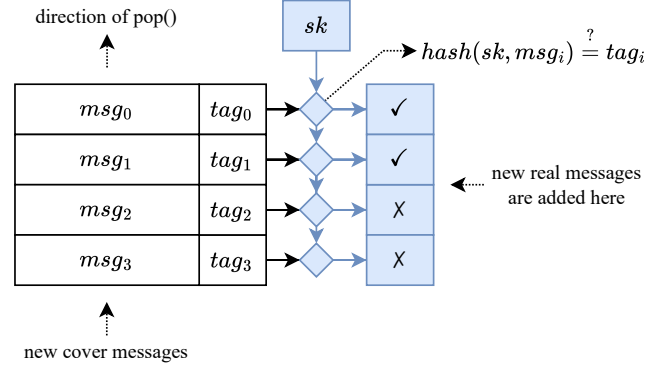 direction of pop()
sk
hash(sk, msg_i) ≟ tag_i
msg_0 tag_0 ✓
msg_1 tag_1 ✓
msg_2 tag_2 ✗
msg_3 tag_3 ✗
new real messages
are added here
new cover messages